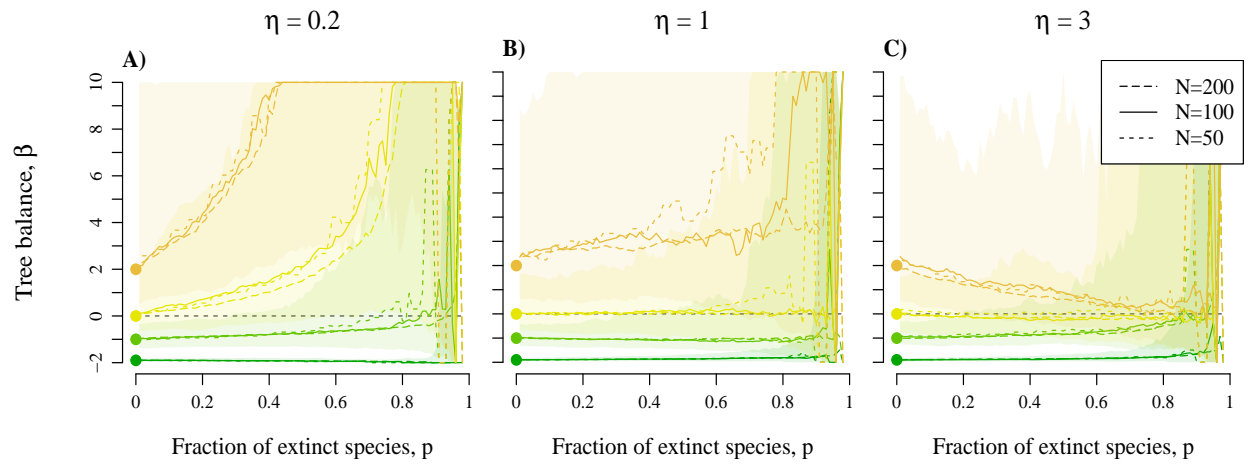 η = 0.2
η = 1
η = 3
A)
B)
C)
N=200
N=100
N=50
Tree balance, β
10
8
6
4
2
0
−2
0
0.2
0.4
0.6
0.8
1
0
0.2
0.4
0.6
0.8
1
0
0.2
0.4
0.6
0.8
1
Fraction of extinct species, p
Fraction of extinct species, p
Fraction of extinct species, p